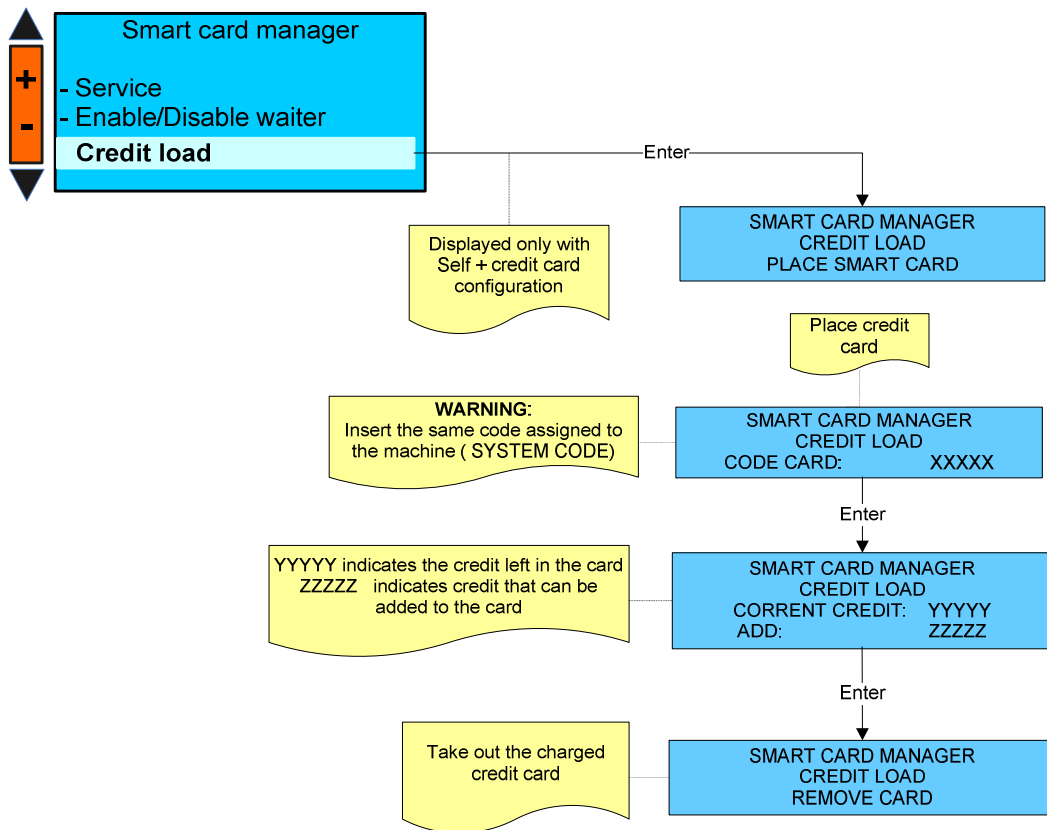 Smart card manager
+
- Service
- Enable/Disable waiter
-
Credit load
Enter
Displayed only with
Self + credit card
configuration
SMART CARD MANAGER
CREDIT LOAD
PLACE SMART CARD
Place credit
card
WARNING:
Insert the same code assigned to
the machine ( SYSTEM CODE)
SMART CARD MANAGER
CREDIT LOAD
CODE CARD: XXXXX
Enter
YYYYY indicates the credit left in the card
ZZZZZ indicates credit that can be
added to the card
SMART CARD MANAGER
CREDIT LOAD
CORRENT CREDIT: YYYYY
ADD: ZZZZZ
Enter
Take out the charged
credit card
SMART CARD MANAGER
CREDIT LOAD
REMOVE CARD